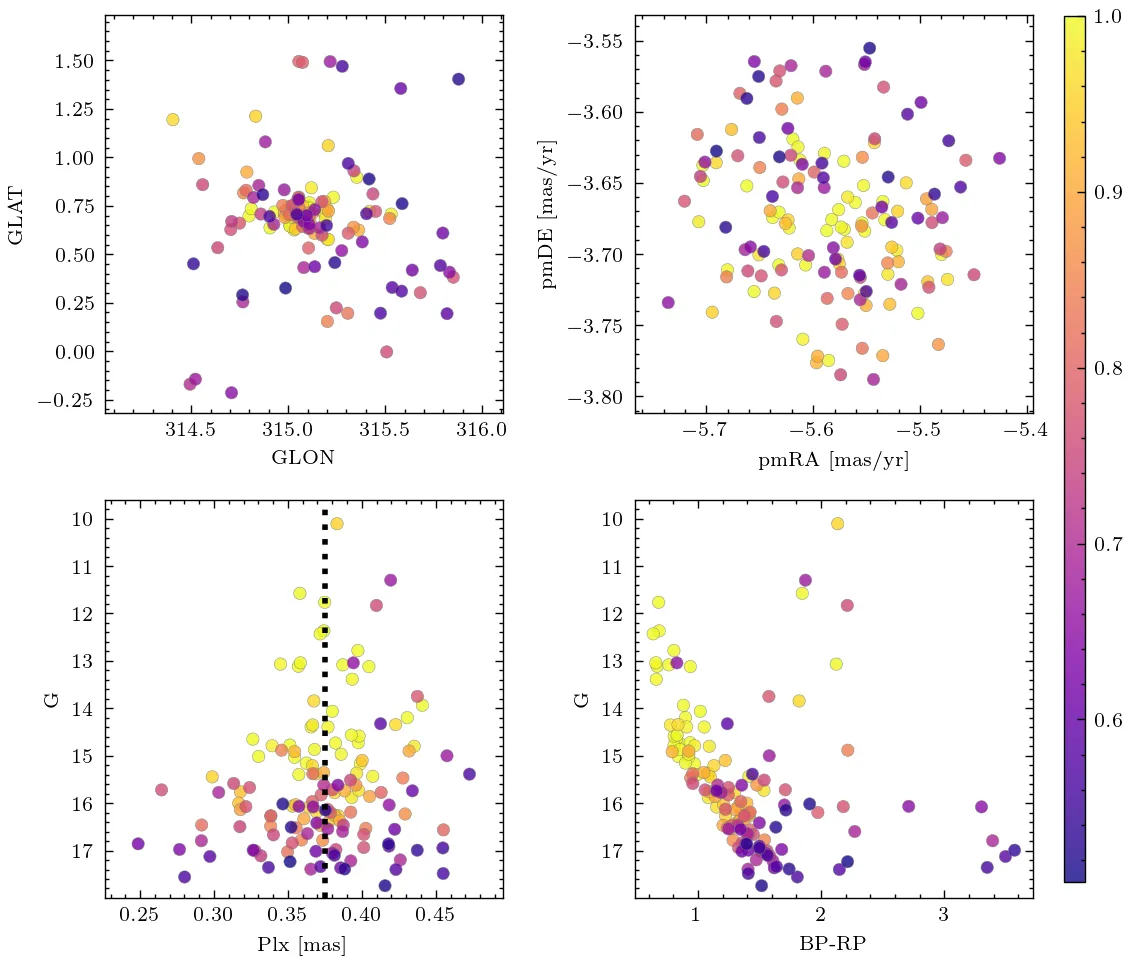 1.50
1.25
1.00
0.75
0.50
0.25
0.00
−0.25
GLAT
314.5 315.0 315.5 316.0
GLON
−3.55
−3.60
−3.65
−3.70
−3.75
−3.80
pmDE [mas/yr]
−5.7 −5.6 −5.5 −5.4
pmRA [mas/yr]
1.0
0.9
0.8
0.7
0.6
10
11
12
13
14
15
16
17
G
0.25 0.30 0.35 0.40 0.45
Plx [mas]
10
11
12
13
14
15
16
17
G
1 2 3
BP-RP